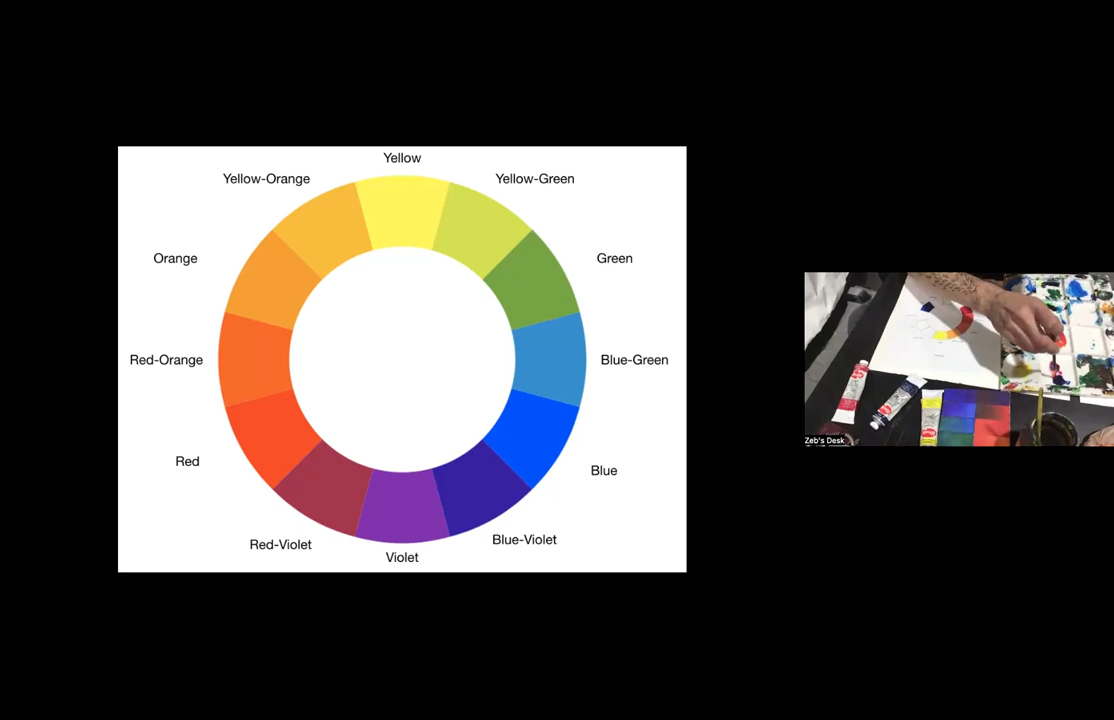 Yellow
Yellow-Orange
Yellow-Green
Orange
Green
Red-Orange
Blue-Green
Red
Blue
Red-Violet
Blue-Violet
Violet
Zeb's Desk